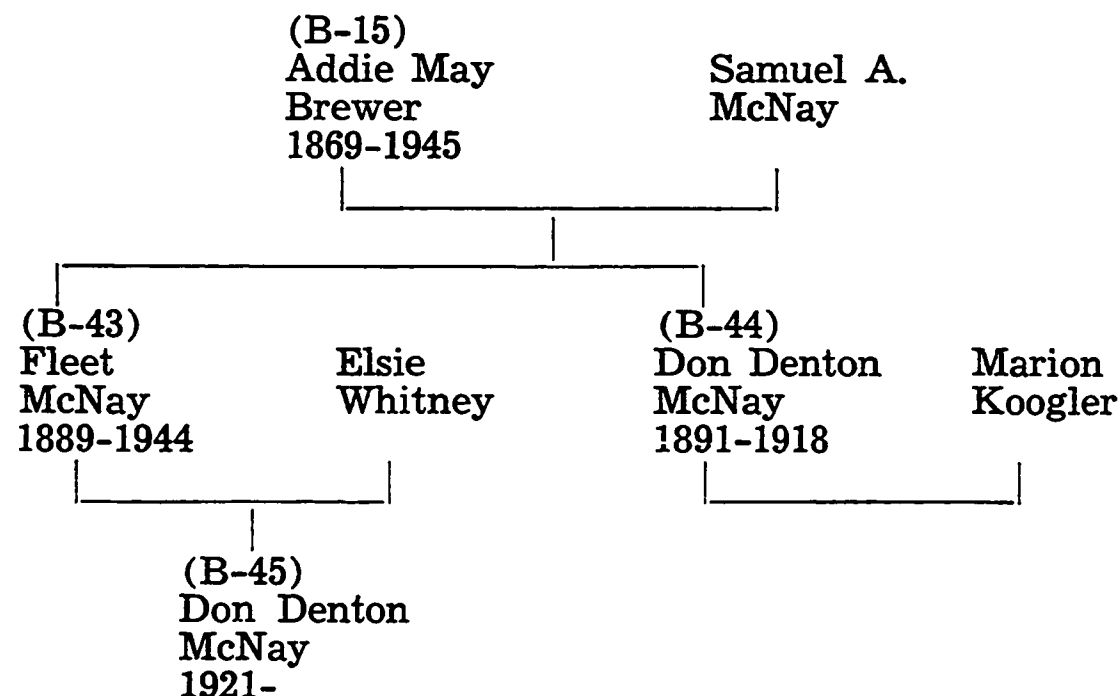 (B-15)
Addie May
Brewer
1869-1945
Samuel A.
McNay
(B-43)
Fleet
McNay
1889-1944
Elsie
Whitney
(B-44)
Don Denton
McNay
1891-1918
Marion
Koogler
(B-45)
Don Denton
McNay
1921-